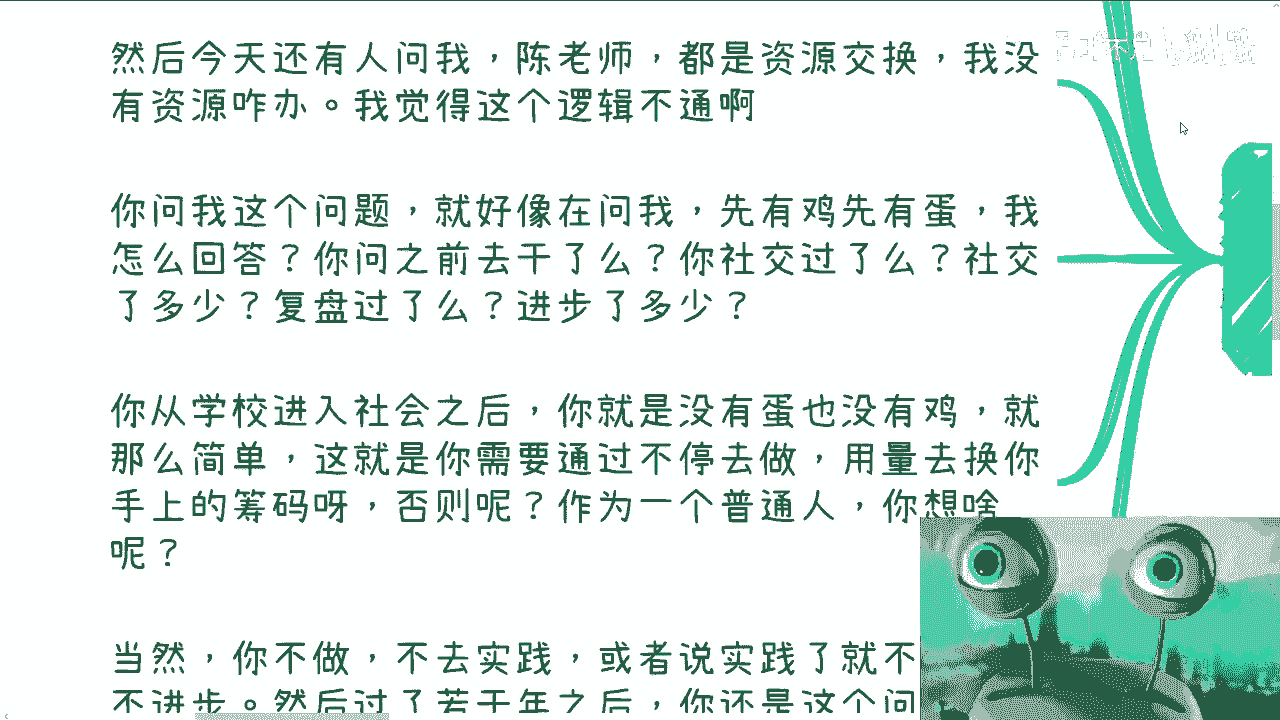 然后今天还有人问我，陈老师，都是资源交换，我没
有资源咋办。我觉得这个逻辑不通啊
你问我这个问题，就好像在问我，先有鸡先有蛋，我
怎么回答？你问之前去干了么？你社交过了么？社交
了多少？复盘过了么？进步了多少？
你从学校进入社会之后，你就是没有蛋也没有鸡，就
那么简单，这就是你需要通过不停去做，用量去换你
手上的筹码呀，否则呢？作为一个普通人，你想啥
呢？
当然，你不做，不去实践，或者说实践了就不
不进步。然后过了若干年之后，你还是这个问